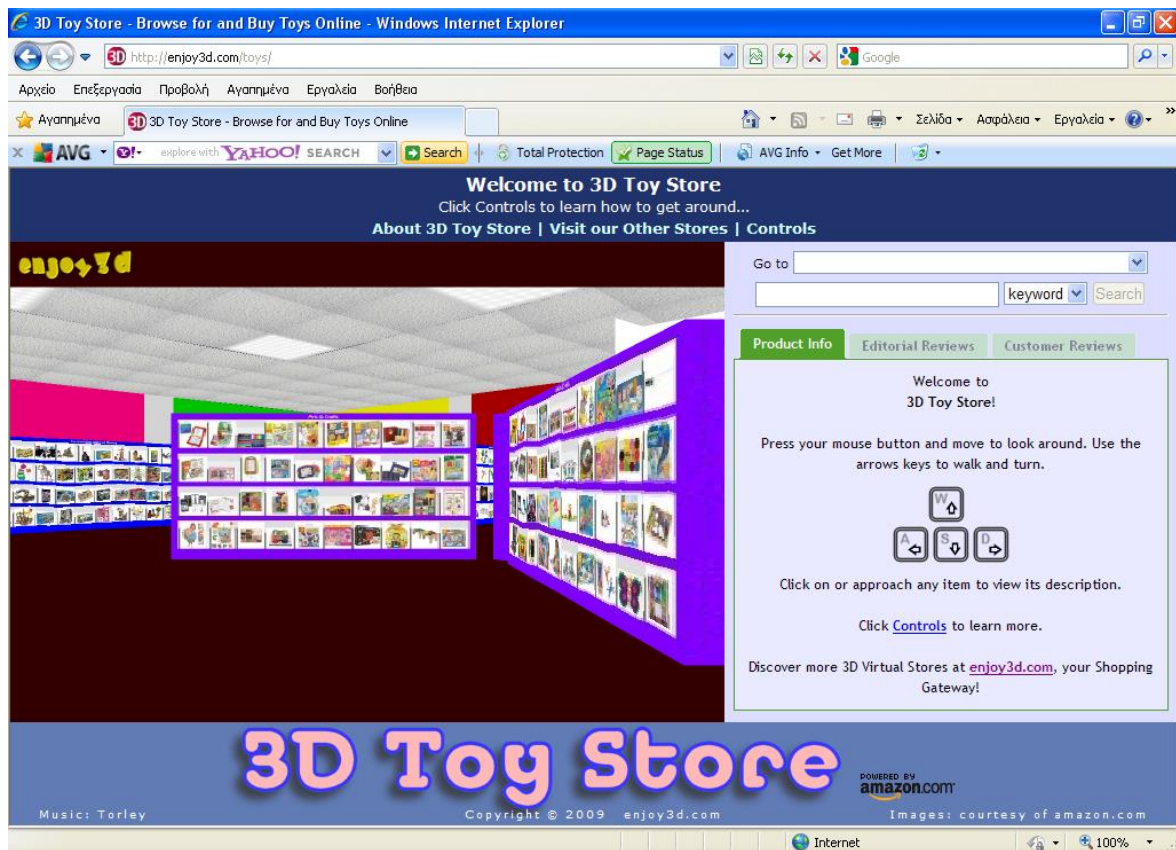 3D Toy Store - Browse for and Buy Toys Online - Windows Internet Explorer
http://enjoy3d.com/toys/
Google
Αρχείο Επεξεργασία Προβολή Αγαπημένα Εργαλεία Βοήθεια
Αγαπημένα 3D 3D Toy Store - Browse for and Buy Toys Online Σελίδα Ασφάλεια Εργαλεία
AVG explore with YAHOO! SEARCH Search Total Protection Page Status AVG Info Get More
Welcome to 3D Toy Store
Click Controls to learn how to get around...
About 3D Toy Store | Visit our Other Stores | Controls
enjoy3d
Go to
keyword Search
Product Info Editorial Reviews Customer Reviews
Welcome to
3D Toy Store!
Press your mouse button and move to look around. Use the
arrows keys to walk and turn.
W
A S D
Click on or approach any item to view its description.
Click Controls to learn more.
Discover more 3D Virtual Stores at enjoy3d.com, your Shopping
Gateway!
3D Toy Store
POWERED BY
amazon.com
Music: Torley Copyright © 2009 enjoy3d.com Images: courtesy of amazon.com
Internet 100%